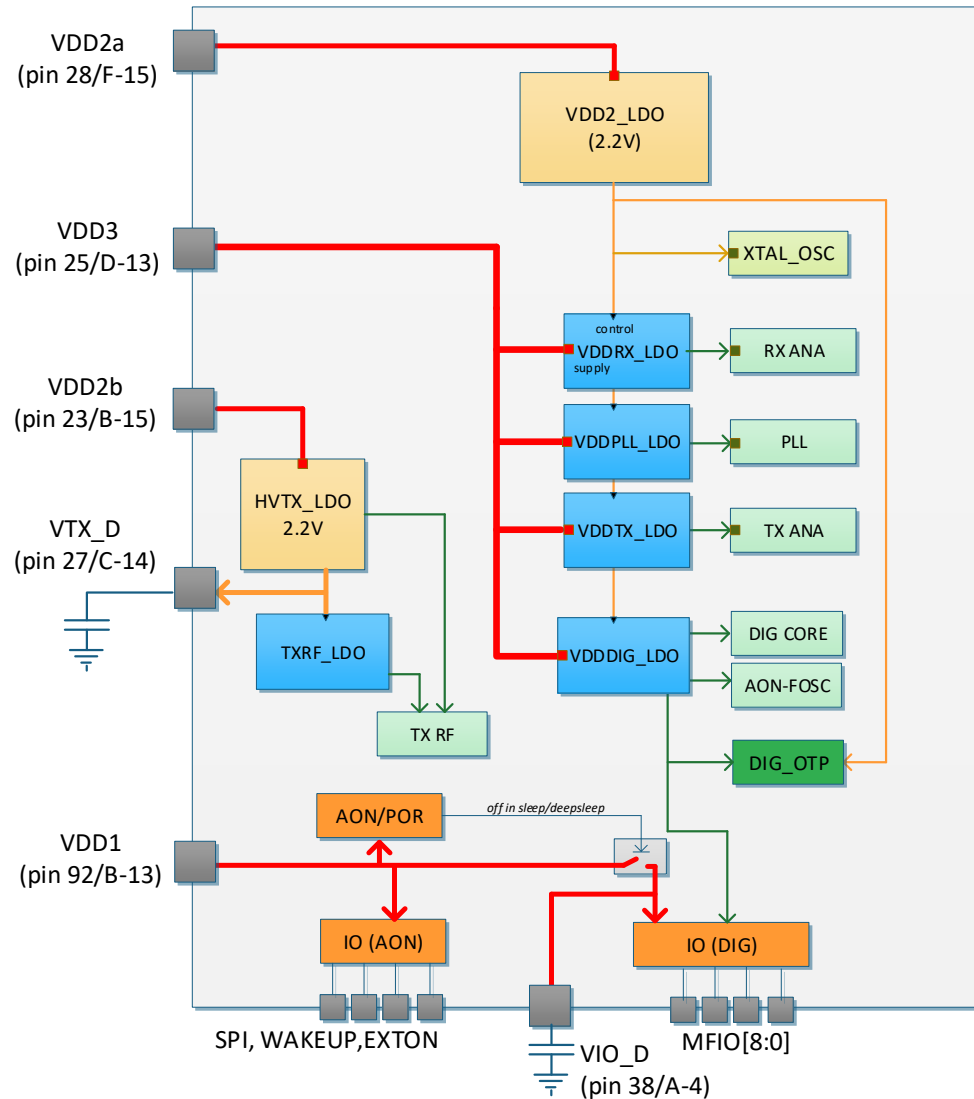 VDD2a
(pin 28/F-15)
VDD2_LDO
(2.2V)
VDD3
(pin 25/D-13)
XTAL_OSC
control
VDDRX_LDO
supply
RX ANA
VDD2b
(pin 23/B-15)
VDDPLL_LDO
PLL
HVTX_LDO
2.2V
VDDTX_LDO
TX ANA
VTX_D
(pin 27/C-14)
TXRF_LDO
VDDDIG_LDO
DIG CORE
AON-FOSC
TX RF
DIG_OTP
AON/POR
off in sleep/deepsleep
VDD1
(pin 92/B-13)
IO (AON)
IO (DIG)
SPI, WAKEUP,EXTON
MFIO[8:0]
VIO_D
(pin 38/A-4)